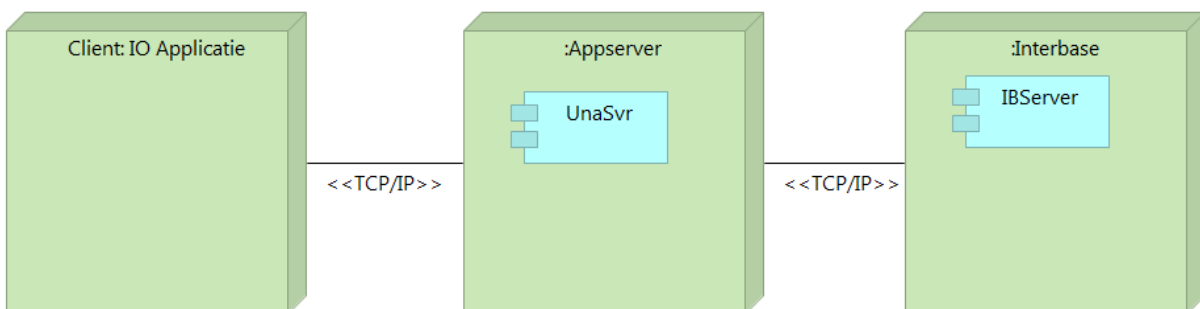 Client: IO Applicatie
:Appserver
:Interbase
UnaSvr
IBServer
<<TCP/IP>>
<<TCP/IP>>